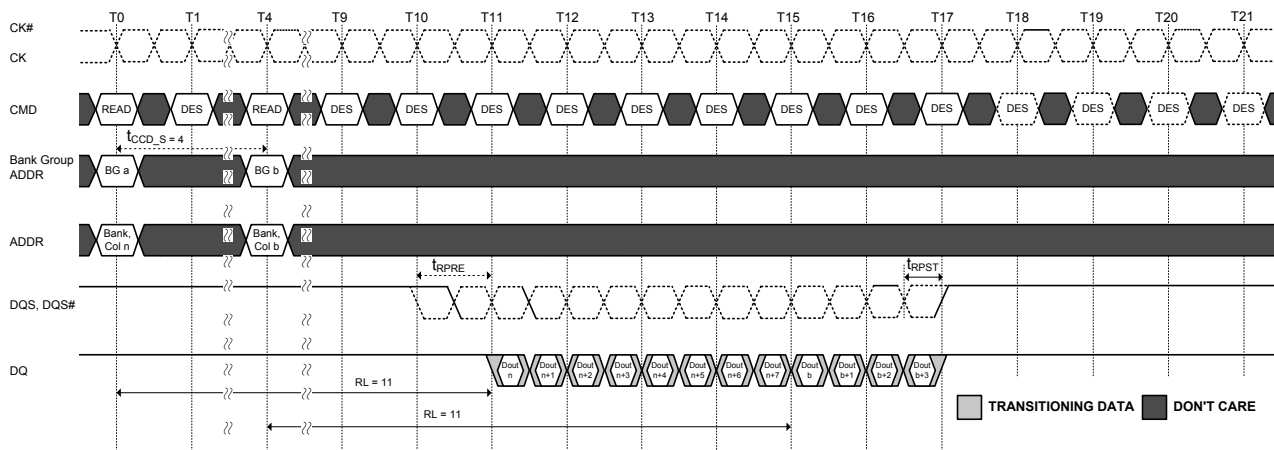 T0 T1 T4 T9 T10 T11 T12 T13 T14 T15 T16 T17 T18 T19 T20 T21
CK#
CK
CMD READ DES READ DES DES DES DES DES DES DES DES DES DES DES DES DES
tCCD_S = 4
Bank Group
ADDR
BG a BG b
ADDR
Bank,
Col n
Bank,
Col b
tRPRE tRPST
DQS, DQS#
DQ
Dout
n
Dout
n+1
Dout
n+2
Dout
n+3
Dout
n+4
Dout
n+5
Dout
n+6
Dout
n+7
Dout
b
Dout
b+1
Dout
b+2
Dout
b+3
RL = 11
RL = 11
TRANSITIONING DATA DON'T CARE